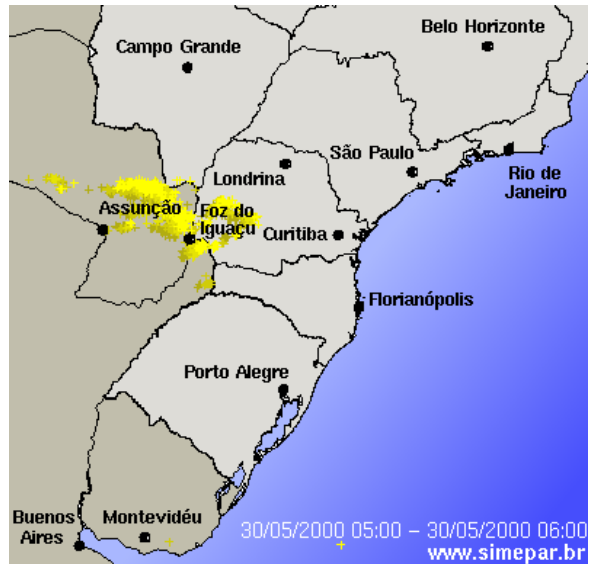 Belo Horizonte
Campo Grande
São Paulo
Londrina
Rio de
Janeiro
Assunção
Foz do
Iguaçu
Curitiba
Florianópolis
Porto Alegre
Buenos
Aires
Montevidéu
30/05/2000 05:00 – 30/05/2000 06:00
www.simepar.br